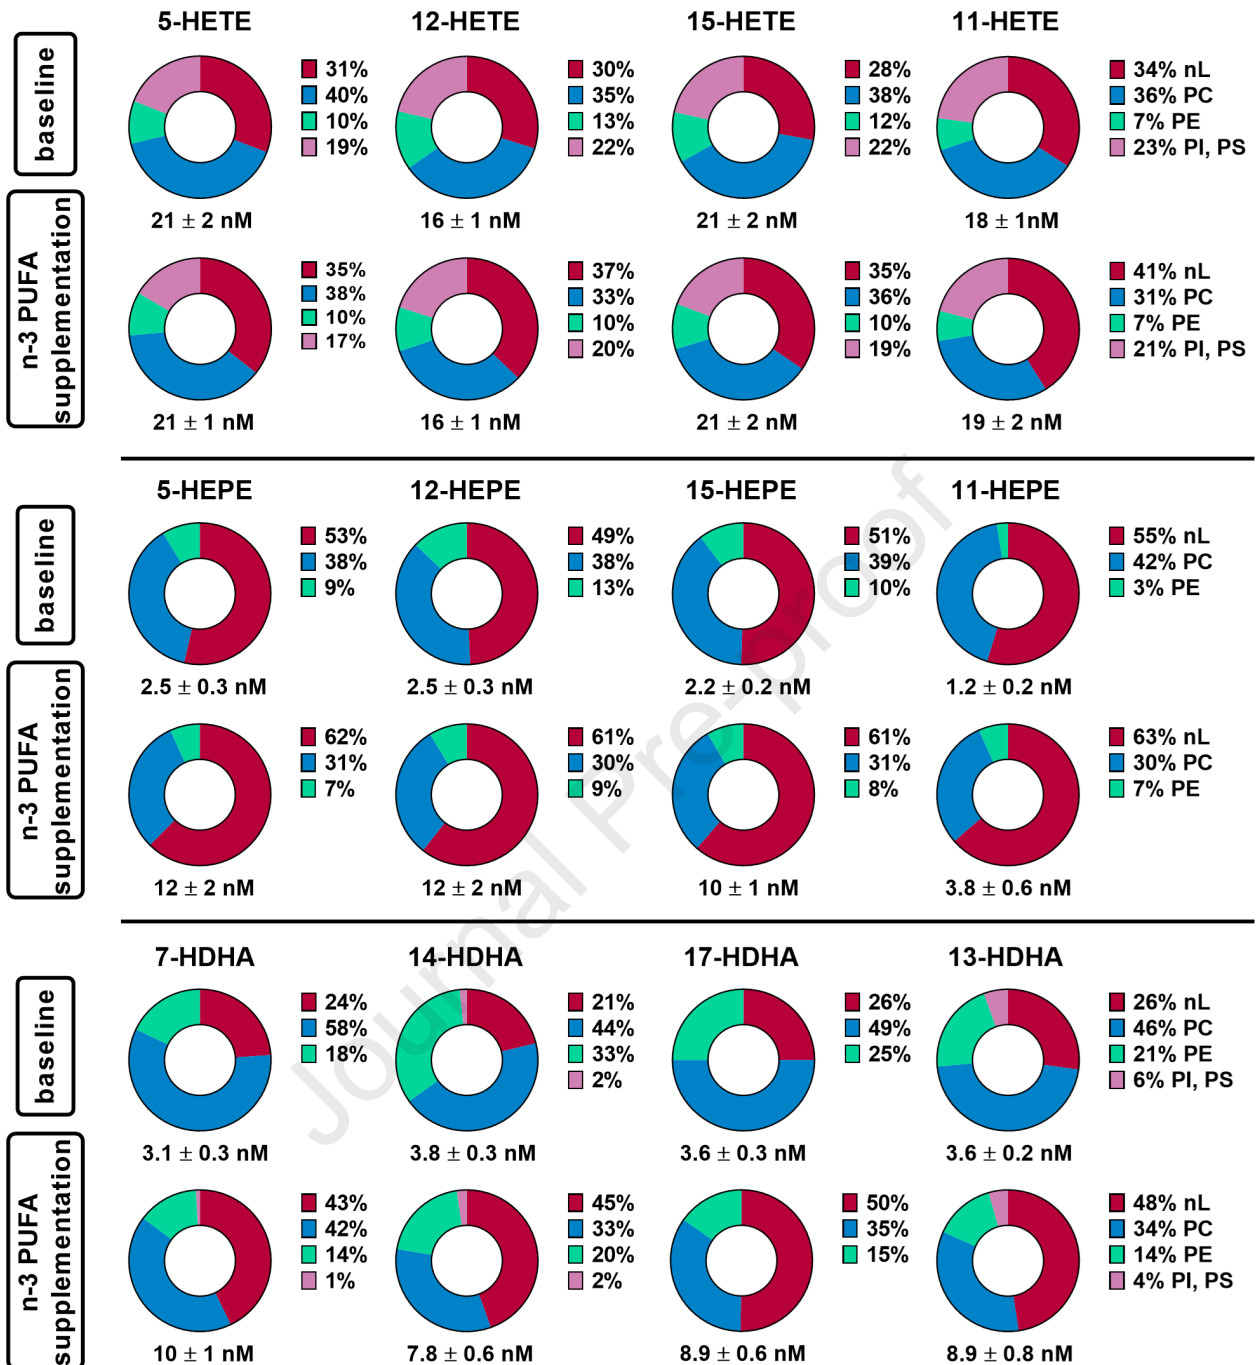 5-HETE 12-HETE 15-HETE 11-HETE
baseline
31% 30% 28% 34% nL
40% 35% 38% 36% PC
10% 13% 12% 7% PE
19% 22% 22% 23% PI, PS
21 ± 2 nM 16 ± 1 nM 21 ± 2 nM 18 ± 1nM
n-3 PUFA
supplementation
35% 37% 35% 41% nL
38% 33% 36% 31% PC
10% 10% 10% 7% PE
17% 20% 19% 21% PI, PS
21 ± 1 nM 16 ± 1 nM 21 ± 2 nM 19 ± 2 nM
5-HEPE 12-HEPE 15-HEPE 11-HEPE
baseline
53% 49% 51% 55% nL
38% 38% 39% 42% PC
9% 13% 10% 3% PE
2.5 ± 0.3 nM 2.5 ± 0.3 nM 2.2 ± 0.2 nM 1.2 ± 0.2 nM
n-3 PUFA
supplementation
62% 61% 61% 63% nL
31% 30% 31% 30% PC
7% 9% 8% 7% PE
12 ± 2 nM 12 ± 2 nM 10 ± 1 nM 3.8 ± 0.6 nM
7-HDHA 14-HDHA 17-HDHA 13-HDHA
baseline
24% 21% 26% 26% nL
58% 44% 49% 46% PC
18% 33% 25% 21% PE
2% 6% PI, PS
3.1 ± 0.3 nM 3.8 ± 0.3 nM 3.6 ± 0.3 nM 3.6 ± 0.2 nM
n-3 PUFA
supplementation
43% 45% 50% 48% nL
42% 33% 35% 34% PC
14% 20% 15% 14% PE
1% 2% 4% PI, PS
10 ± 1 nM 7.8 ± 0.6 nM 8.9 ± 0.6 nM 8.9 ± 0.8 nM
Journal Pre-proof